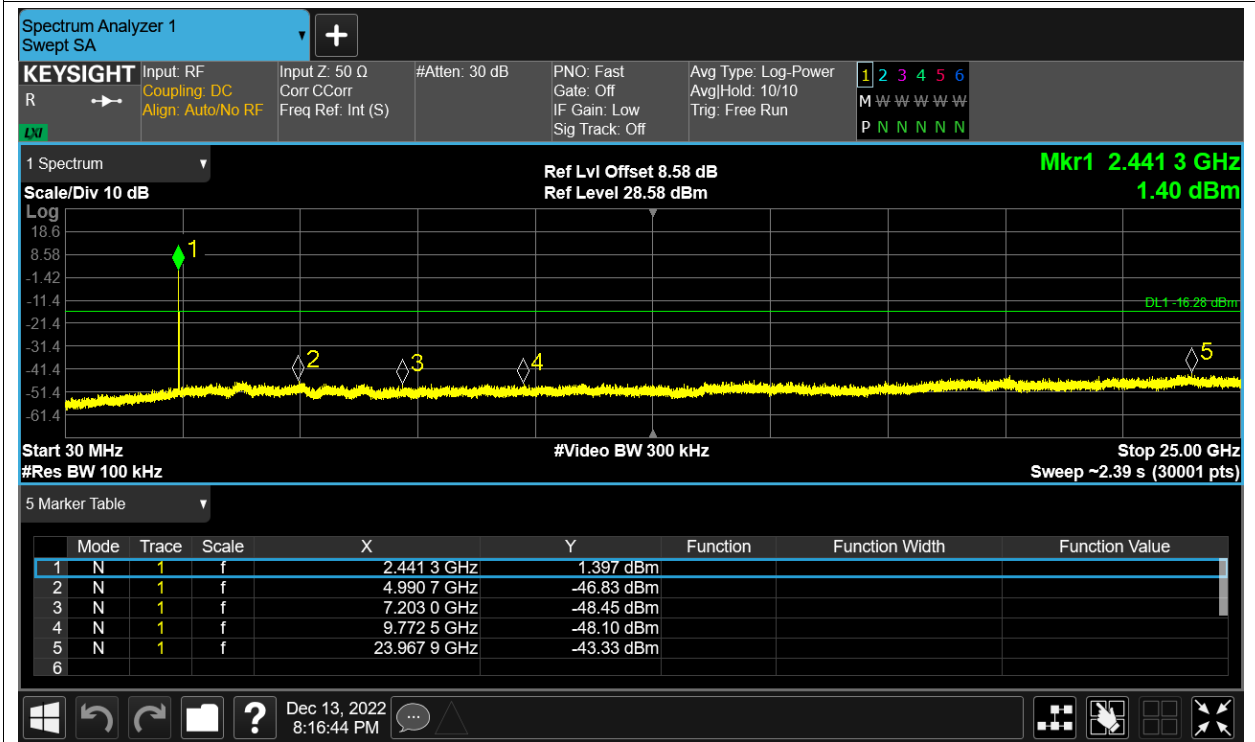 Spectrum Analyzer 1
Swept SA
KEYSIGHT
R
LXI
Input: RF
Coupling: DC
Align: Auto/No RF
Input Z: 50 Ω
Corr CCorr
Freq Ref: Int (S)
#Atten: 30 dB
PNO: Fast
Gate: Off
IF Gain: Low
Sig Track: Off
Avg Type: Log-Power
Avg|Hold: 10/10
Trig: Free Run
1 2 3 4 5 6
M W W W W W
P N N N N N
1 Spectrum
Scale/Div 10 dB
Ref Lvl Offset 8.58 dB
Ref Level 28.58 dBm
Mkr1 2.441 3 GHz
1.40 dBm
Log
18.6
8.58
-1.42
-11.4
-21.4
-31.4
-41.4
-51.4
-61.4
1
2
3
4
5
DL1 -16.28 dBm
Start 30 MHz
#Res BW 100 kHz
#Video BW 300 kHz
Stop 25.00 GHz
Sweep ~2.39 s (30001 pts)
5 Marker Table
Mode Trace Scale X Y Function Function Width Function Value
1 N 1 f 2.441 3 GHz 1.397 dBm
2 N 1 f 4.990 7 GHz -46.83 dBm
3 N 1 f 7.203 0 GHz -48.45 dBm
4 N 1 f 9.772 5 GHz -48.10 dBm
5 N 1 f 23.967 9 GHz -43.33 dBm
6
?
Dec 13, 2022
8:16:44 PM